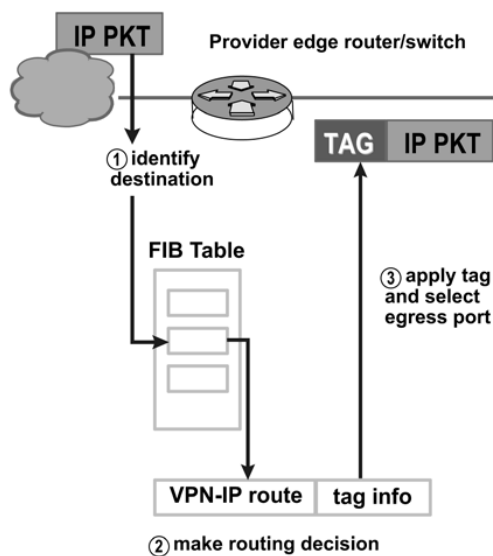 IP PKT
Provider edge router/switch
TAG IP PKT
① identify
destination
FIB Table
③ apply tag
and select
egress port
VPN-IP route tag info
② make routing decision